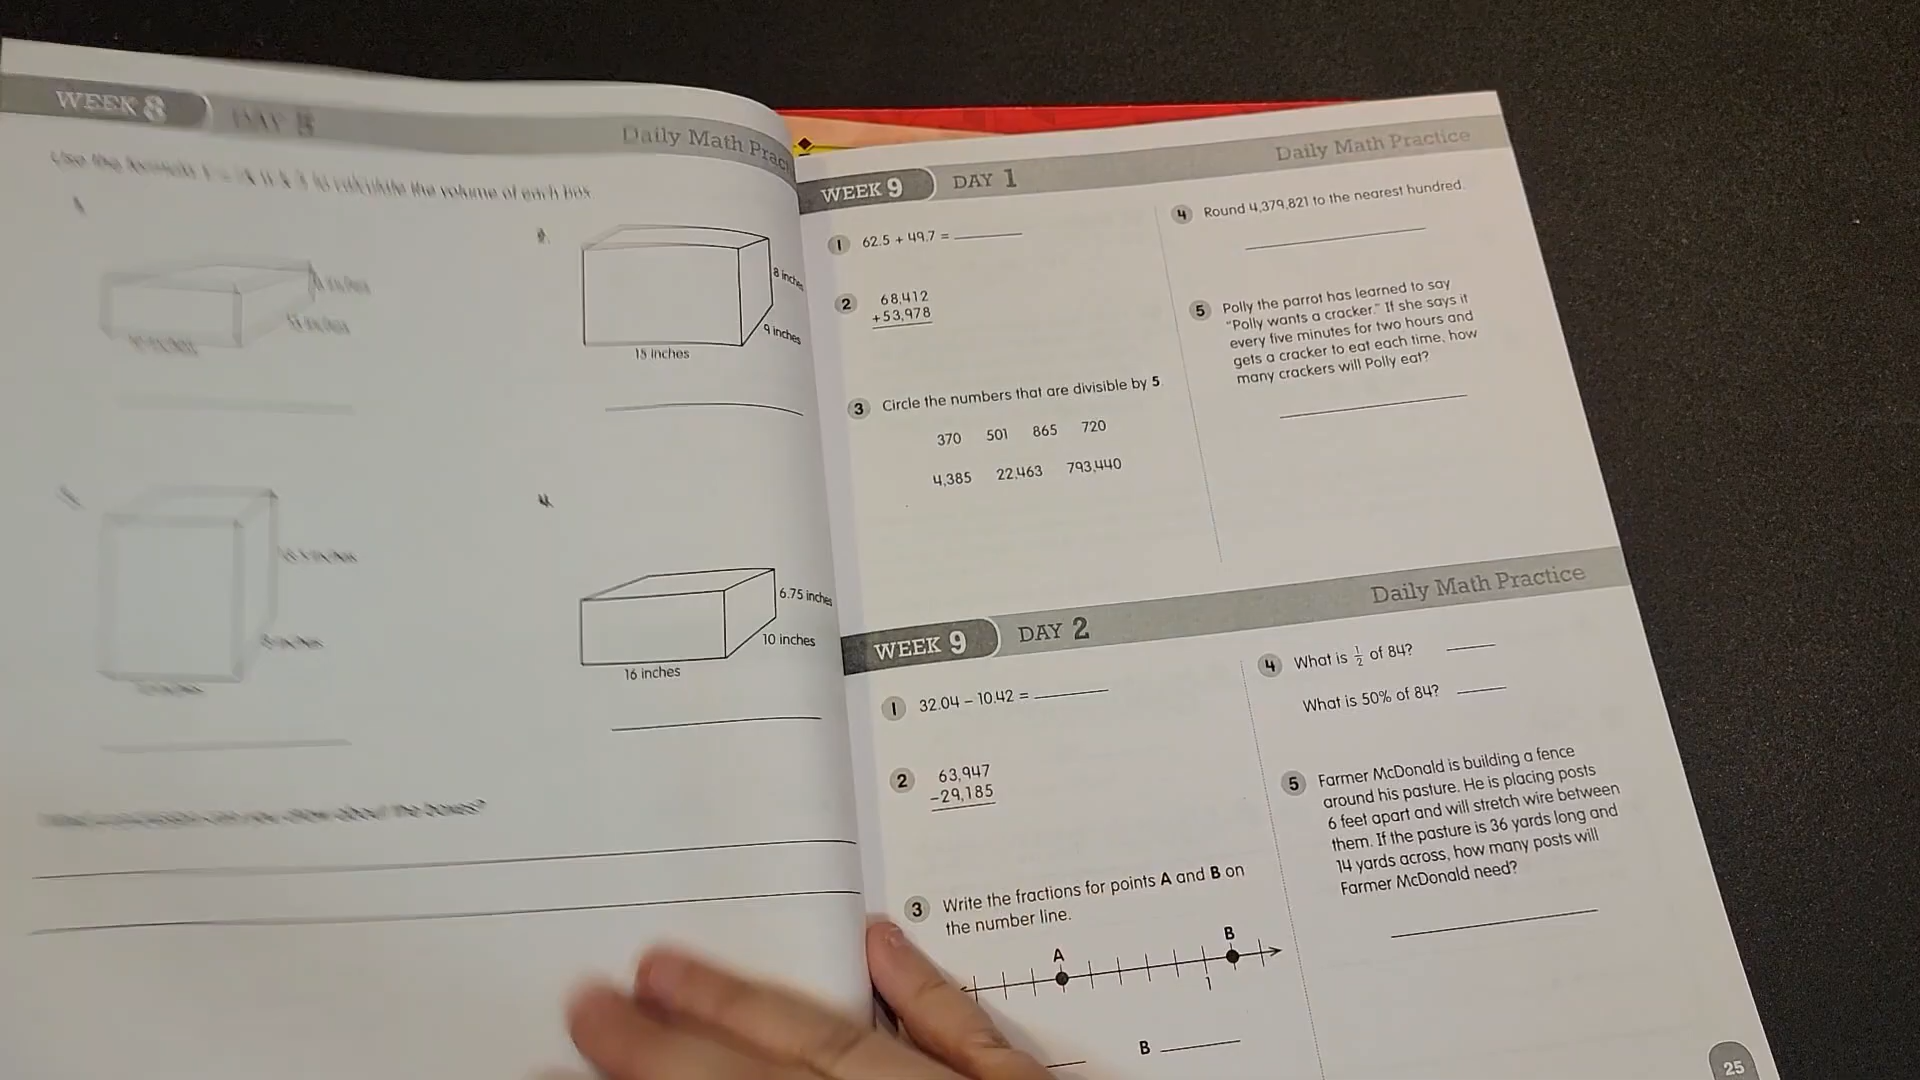 WEEK 8
DAY 5
Daily Math Prac
the volume of each box
8 inches
9 inches
15 inches
6.75 inches
10 inches
16 inches
WEEK 9 DAY 1 Daily Math Practice
1 62.5 + 49.7 =
2 68,412
+53,978
3 Circle the numbers that are divisible by 5.
370 501 865 720
4,385 22,463 793,440
4 Round 4,379,821 to the nearest hundred.
5 Polly the parrot has learned to say
"Polly wants a cracker." If she says it
every five minutes for two hours and
gets a cracker to eat each time, how
many crackers will Polly eat?
WEEK 9 DAY 2 Daily Math Practice
1 32.04 – 10.42 =
2 63,947
–29,185
3 Write the fractions for points A and B on
the number line.
A B
1
B
4 What is 1/2 of 84?
What is 50% of 84?
5 Farmer McDonald is building a fence
around his pasture. He is placing posts
6 feet apart and will stretch wire between
them. If the pasture is 36 yards long and
14 yards across, how many posts will
Farmer McDonald need?
25